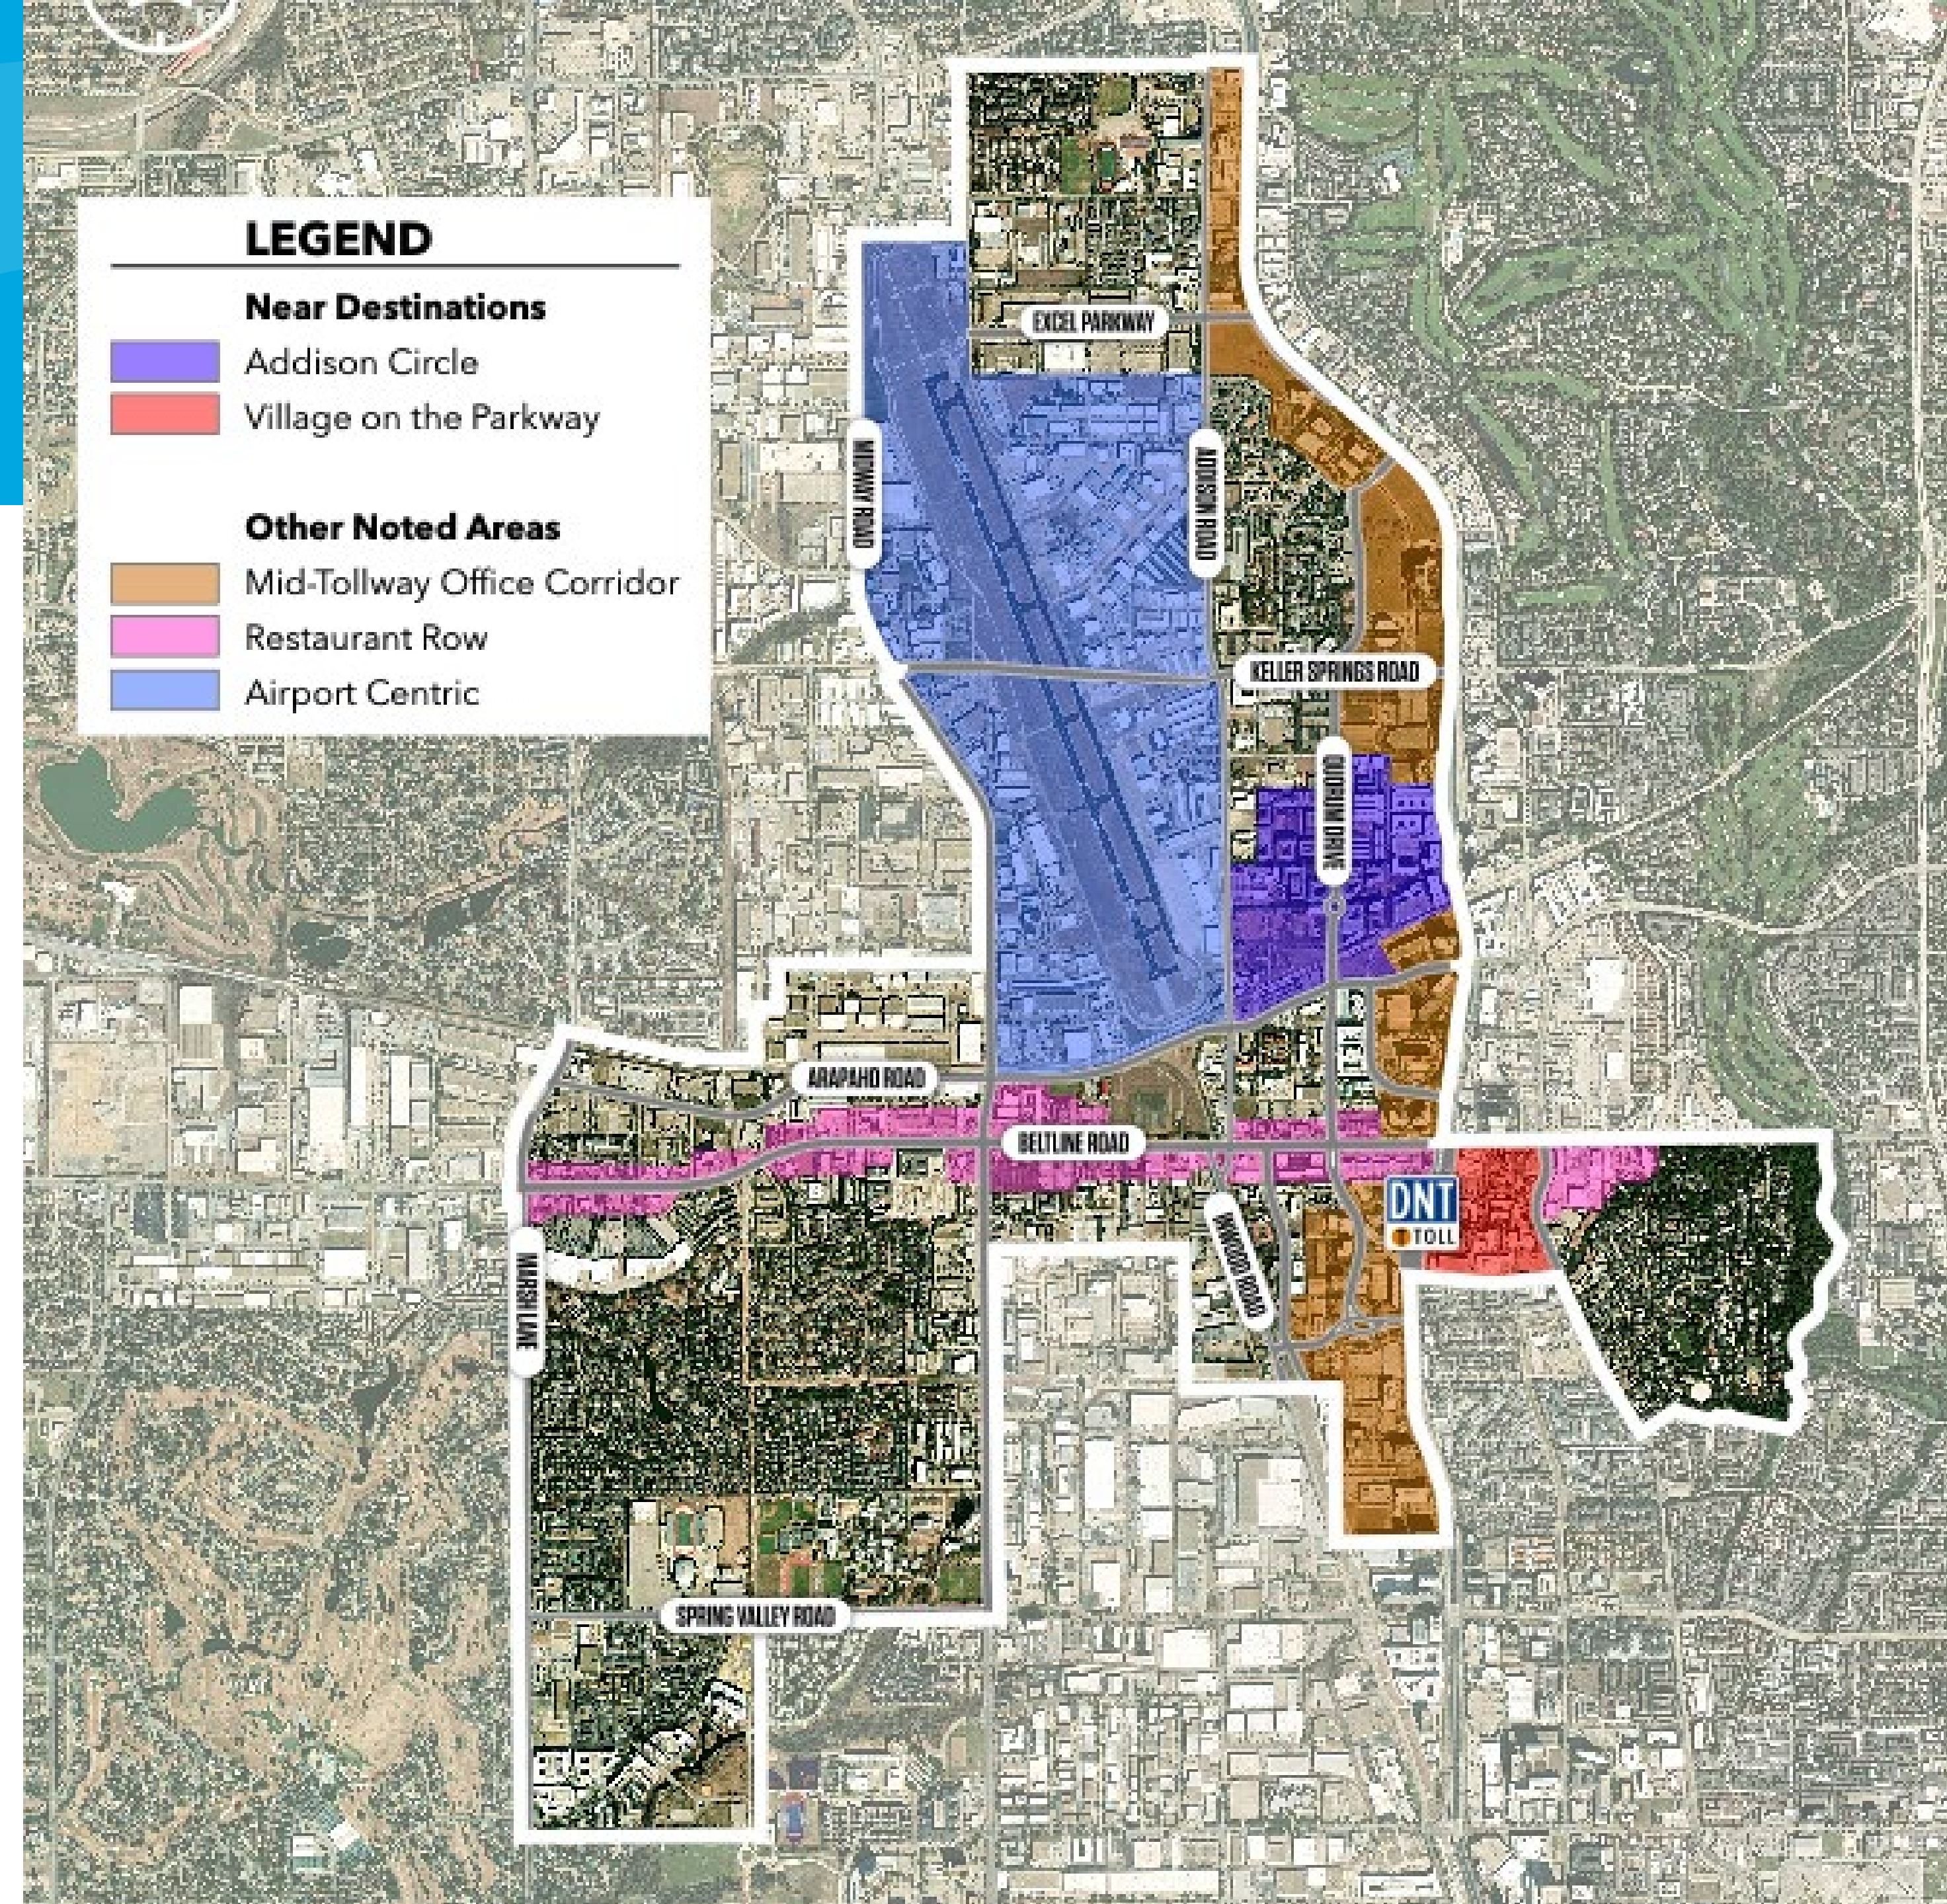 LEGEND
Near Destinations
Addison Circle
Village on the Parkway
Other Noted Areas
Mid-Tollway Office Corridor
Restaurant Row
Airport Centric
EXCEL PARKWAY
MIDWAY ROAD
ADDISON ROAD
KELLER SPRINGS ROAD
QUORUM DRIVE
ARAPAHO ROAD
BELTLINE ROAD
DNT
TOLL
INWOOD ROAD
MARSH LANE
SPRING VALLEY ROAD